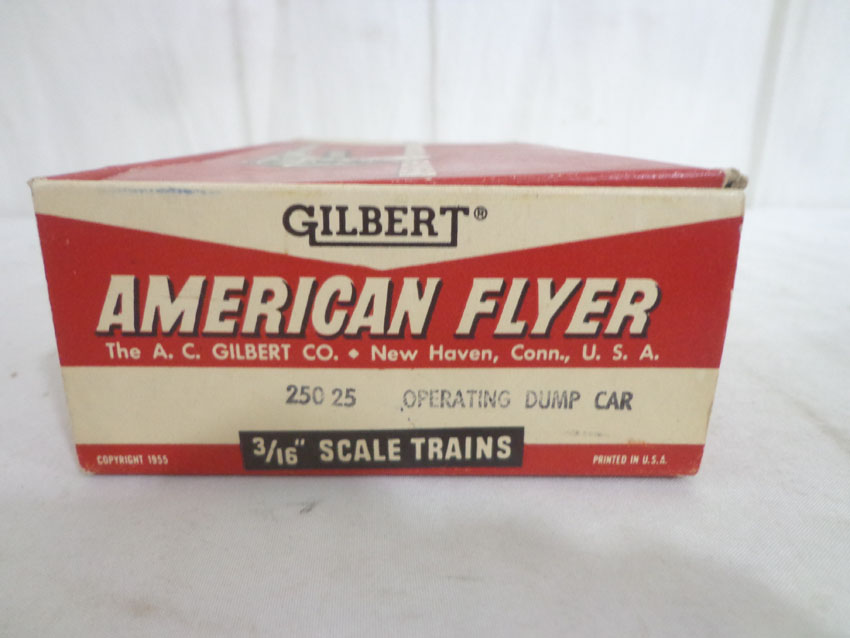 GILBERT®
AMERICAN FLYER
The A. C. GILBERT CO. • New Haven, Conn., U. S. A.
250 25 OPERATING DUMP CAR
3/16" SCALE TRAINS
COPYRIGHT 1955
PRINTED IN U.S.A.